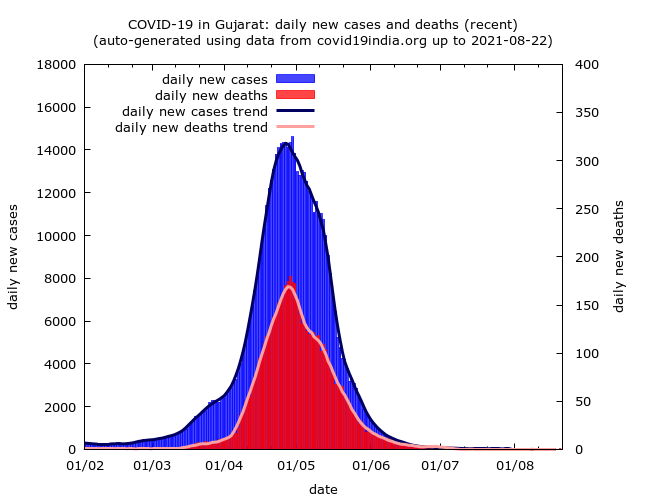 COVID-19 in Gujarat: daily new cases and deaths (recent)
(auto-generated using data from covid19india.org up to 2021-08-22)
daily new cases
daily new deaths
daily new cases trend
daily new deaths trend
18000
16000
14000
12000
10000
8000
6000
4000
2000
0
400
350
300
250
200
150
100
50
0
daily new cases
daily new deaths
01/02 01/03 01/04 01/05 01/06 01/07 01/08
date